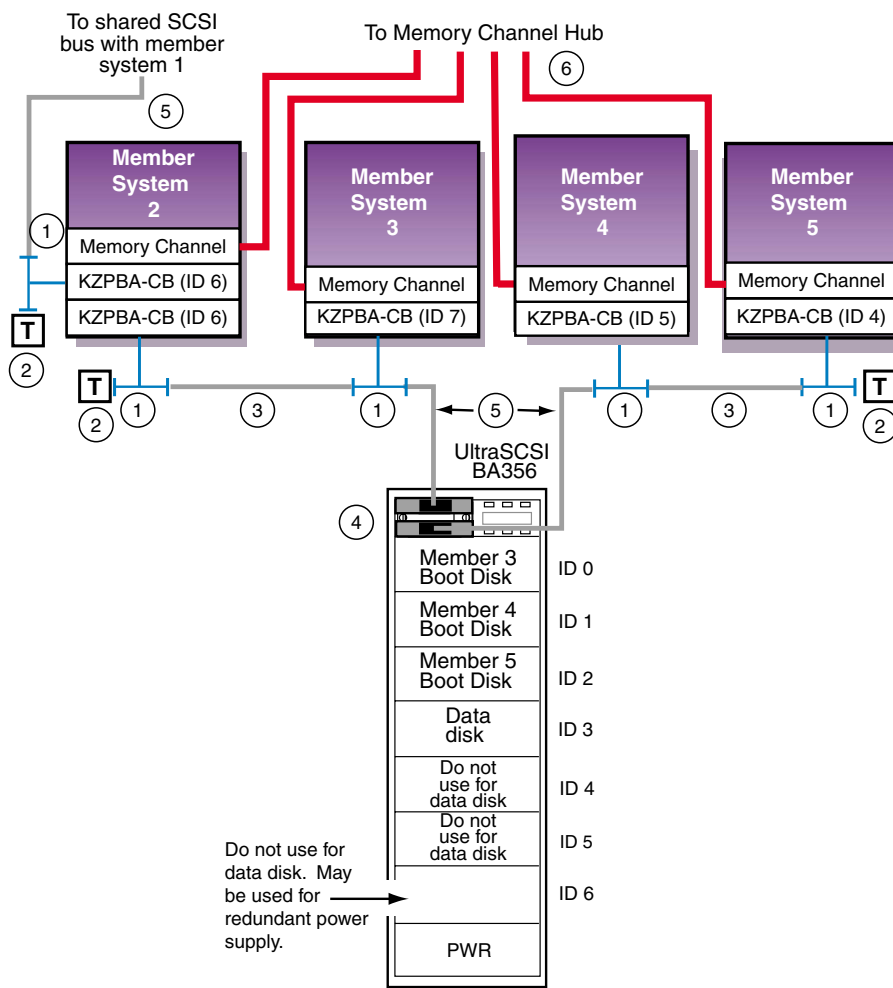 To shared SCSI
bus with member
system 1
To Memory Channel Hub
6
5
Member
System
2
Memory Channel
KZPBA-CB (ID 6)
KZPBA-CB (ID 6)
Member
System
3
Memory Channel
KZPBA-CB (ID 7)
Member
System
4
Memory Channel
KZPBA-CB (ID 5)
Member
System
5
Memory Channel
KZPBA-CB (ID 4)
1
T
2
T
2
1
3
1
5
1
3
1
T
2
UltraSCSI
BA356
4
Member 3
Boot Disk
ID 0
Member 4
Boot Disk
ID 1
Member 5
Boot Disk
ID 2
Data
disk
ID 3
Do not
use for
data disk
ID 4
Do not
use for
data disk
ID 5
Do not use for
data disk. May
be used for
redundant power
supply.
ID 6
PWR